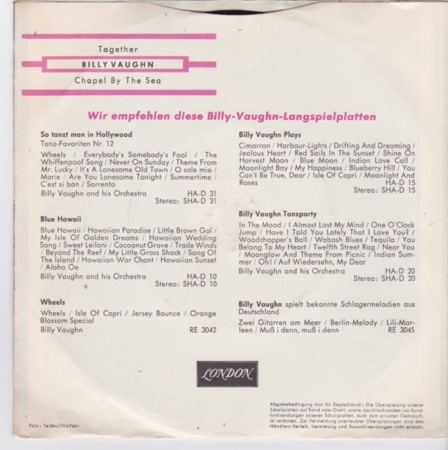 Together
BILLY VAUGHN
Chapel By The Sea
Wir empfehlen diese Billy-Vaughn-Langspielplatten
So tanzt man in Hollywood
Tanz-Favoriten Nr. 12
Wheels / Everybody's Somebody's Fool / The
Whiffenpoof Song / Never On Sunday / Theme From
Mr. Lucky / It's A Lonesome Old Town / O sole mio /
Marie / Are You Lonesome Tonight / Summertime /
C'est si bon / Sorrento
Billy Vaughn and his Orchestra HA-D 31
Stereo: SHA-D 31
Blue Hawaii
Blue Hawaii / Hawaiian Paradise / Little Brown Gal /
My Isle Of Golden Dreams / Hawaiian Wedding
Song / Sweet Leilani / Cocoanut Grove / Trade Winds
/ Beyond The Reef / My Little Grass Shack / Song Of
The Island / Hawaiian War Chant / Hawaiian Sunset
/ Aloha Oe
Billy Vaughn and his Orchestra HA-D 10
Stereo: SHA-D 10
Wheels
Wheels / Isle Of Capri / Jersey Bounce / Orange
Blossom Special
Billy Vaughn RE 3042
Billy Vaughn Plays
Cimarron / Harbour-Lights / Drifting And Dreaming /
Jealous Heart / Red Sails In The Sunset / Shine On
Harvest Moon / Blue Moon / Indian Love Call /
Moonlight Bay / My Happiness / Blueberry Hill / You
Can't Be True, Dear / Isle Of Capri / Moonlight And
Roses HA-D 15
Stereo: SHA-D 15
Billy Vaughn Tanzparty
In The Mood / I Almost Lost My Mind / One O'Clock
Jump / Have I Told You Lately That I Love You? /
Woodchopper's Ball / Wabash Blues / Tequila / You
Belong To My Heart / Twelfth Street Rag / Near You
/ Moonglow And Theme From Picnic / Indian Sum-
mer / Oh! / Auf Wiedersehn, My Dear
Billy Vaughn and his Orchestra HA-D 20
Stereo: SHA-D 20
Billy Vaughn spielt bekannte Schlagermelodien aus
Deutschland
Zwei Gitarren am Meer / Berlin-Melody / Lili-Mar-
leen / Muß i denn, muß i denn RE 3045
LONDON